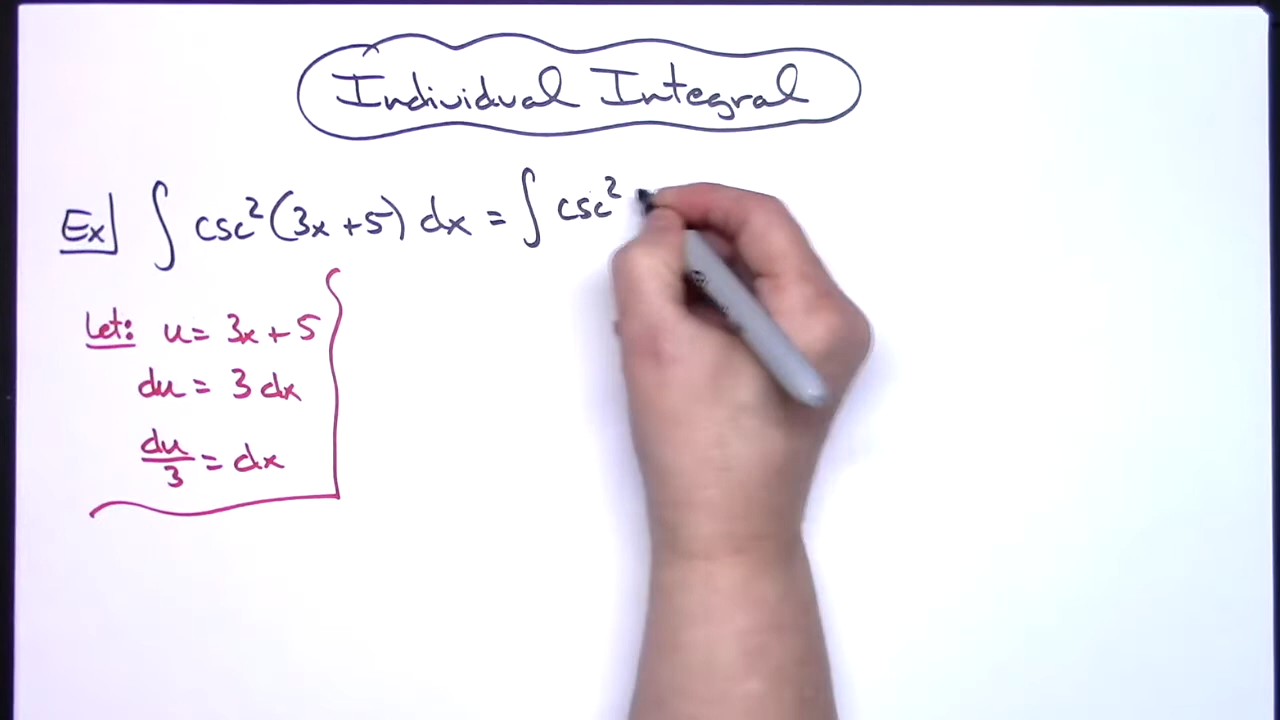 Individual Integral
Ex] ∫ csc²(3x+5) dx = ∫ csc²
Let: u = 3x + 5
du = 3 dx
du/3 = dx